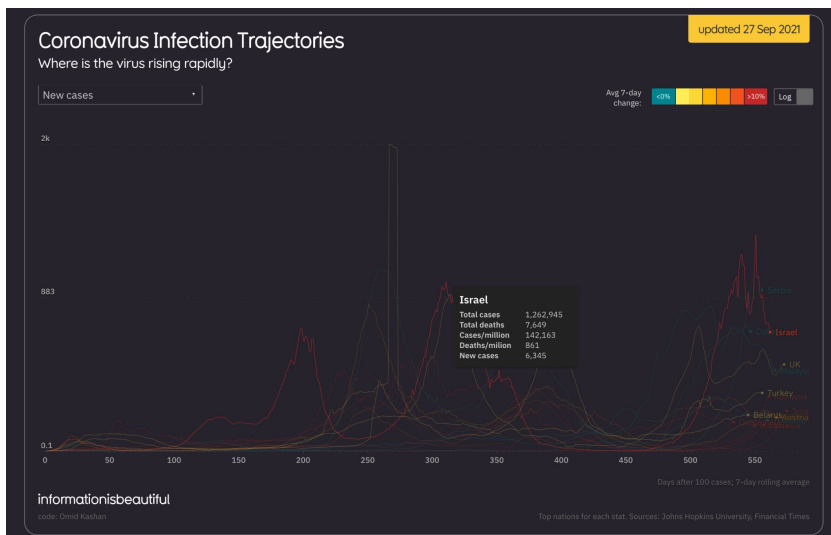 updated 27 Sep 2021
Coronavirus Infection Trajectories
Where is the virus rising rapidly?
New cases
Avg 7-day
change:
<0%
>10%
Log
2k
883
0.1
Israel
Total cases 1,262,945
Total deaths 7,649
Cases/million 142,163
Deaths/milion 861
New cases 6,345
Serbia
Israel
UK
Turkey
Belarus
0 50 100 150 200 250 300 350 400 450 500 550
Days after 100 cases; 7-day rolling average
informationisbeautiful
code: Omid Kashan
Top nations for each stat. Sources: Johns Hopkins University, Financial Times